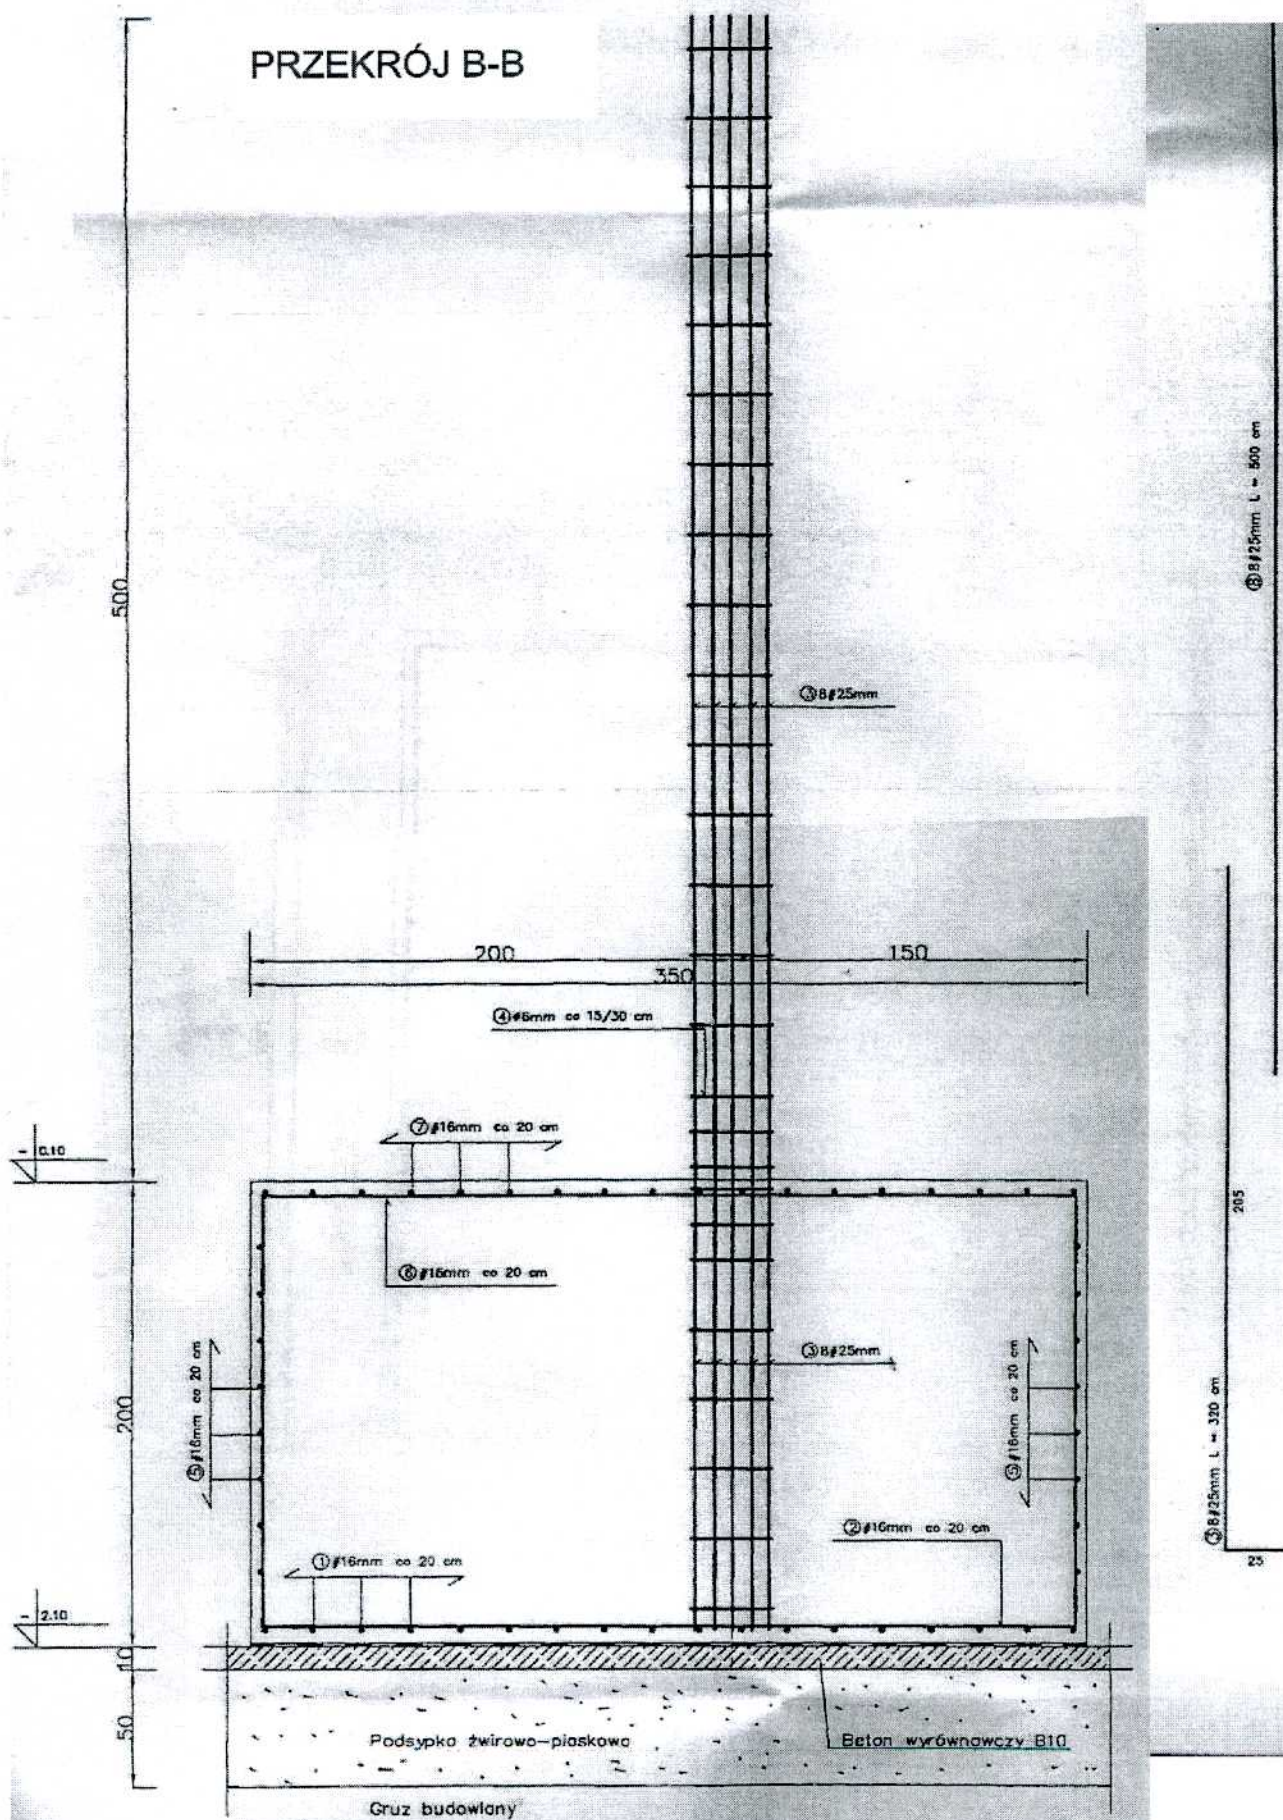 PRZEKRÓJ B-B
500
⑧8#25mm L = 500 cm
③8#25mm
200
150
350
④#6mm co 15/30 cm
⑦#16mm co 20 cm
- 0.10
205
⑥#16mm co 20 cm
③8#25mm
⑤#16mm co 20 cm
⑤#16mm co 20 cm
200
③8#25mm L = 320 cm
②#16mm co 20 cm
①#16mm co 20 cm
25
- 2.10
10
50
Podsypka żwirowo-piaskowa
Beton wyrównawczy B10
Gruz budowlany